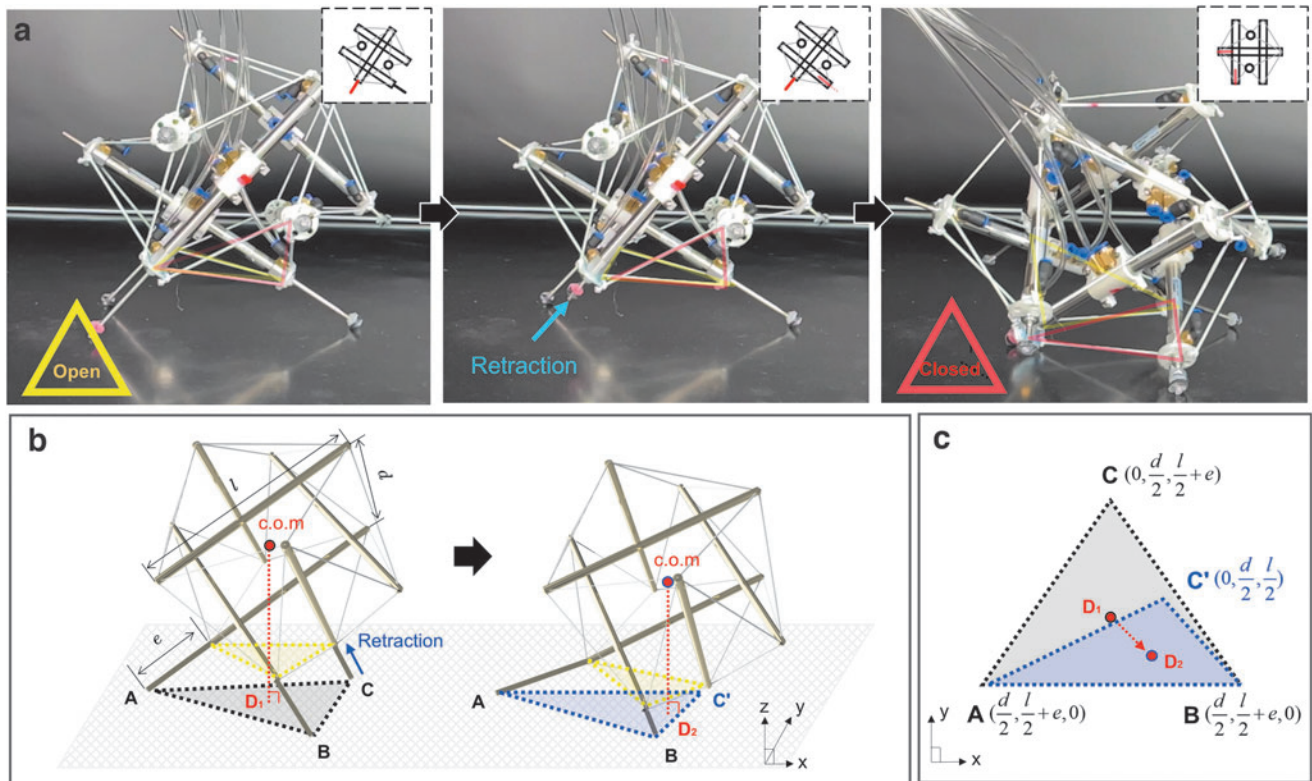 a
Open
Retraction
Closed
b
l
d
c.o.m
e
Retraction
A
B
C
D₁
c.o.m
A
B
C'
D₂
z
y
x
c
C (0, d/2, l/2 + e)
C' (0, d/2, l/2)
D₁
D₂
A (d/2, l/2 + e, 0)
B (d/2, l/2 + e, 0)
y
x